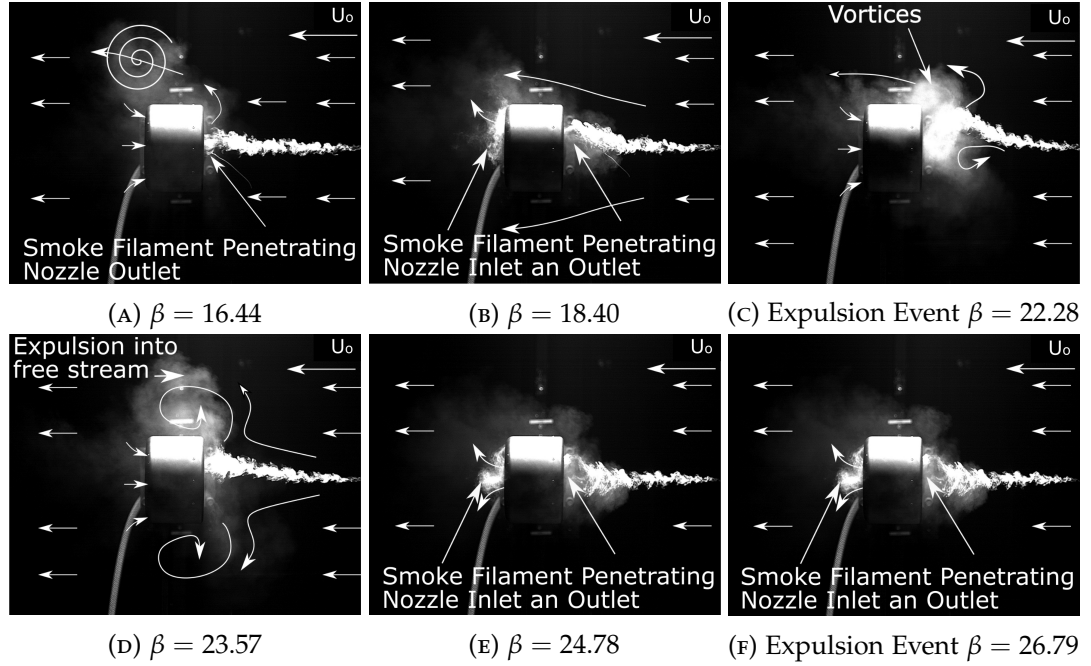 U₀
Smoke Filament Penetrating
Nozzle Outlet
(A) β = 16.44
U₀
Smoke Filament Penetrating
Nozzle Inlet an Outlet
(B) β = 18.40
Vortices
U₀
(C) Expulsion Event β = 22.28
Expulsion into
free stream
U₀
(D) β = 23.57
U₀
Smoke Filament Penetrating
Nozzle Inlet an Outlet
(E) β = 24.78
U₀
Smoke Filament Penetrating
Nozzle Inlet an Outlet
(F) Expulsion Event β = 26.79